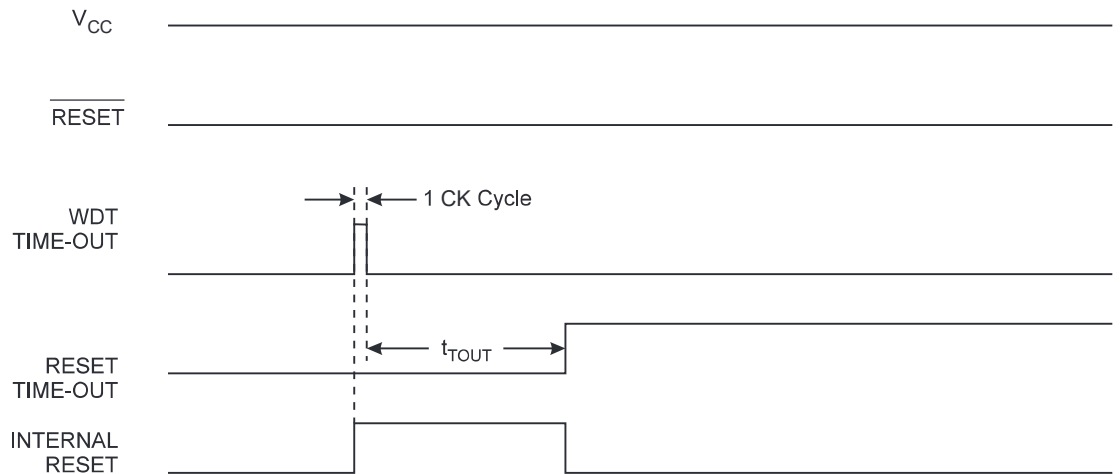 VCC
RESET
1 CK Cycle
WDT
TIME-OUT
tTOUT
RESET
TIME-OUT
INTERNAL
RESET